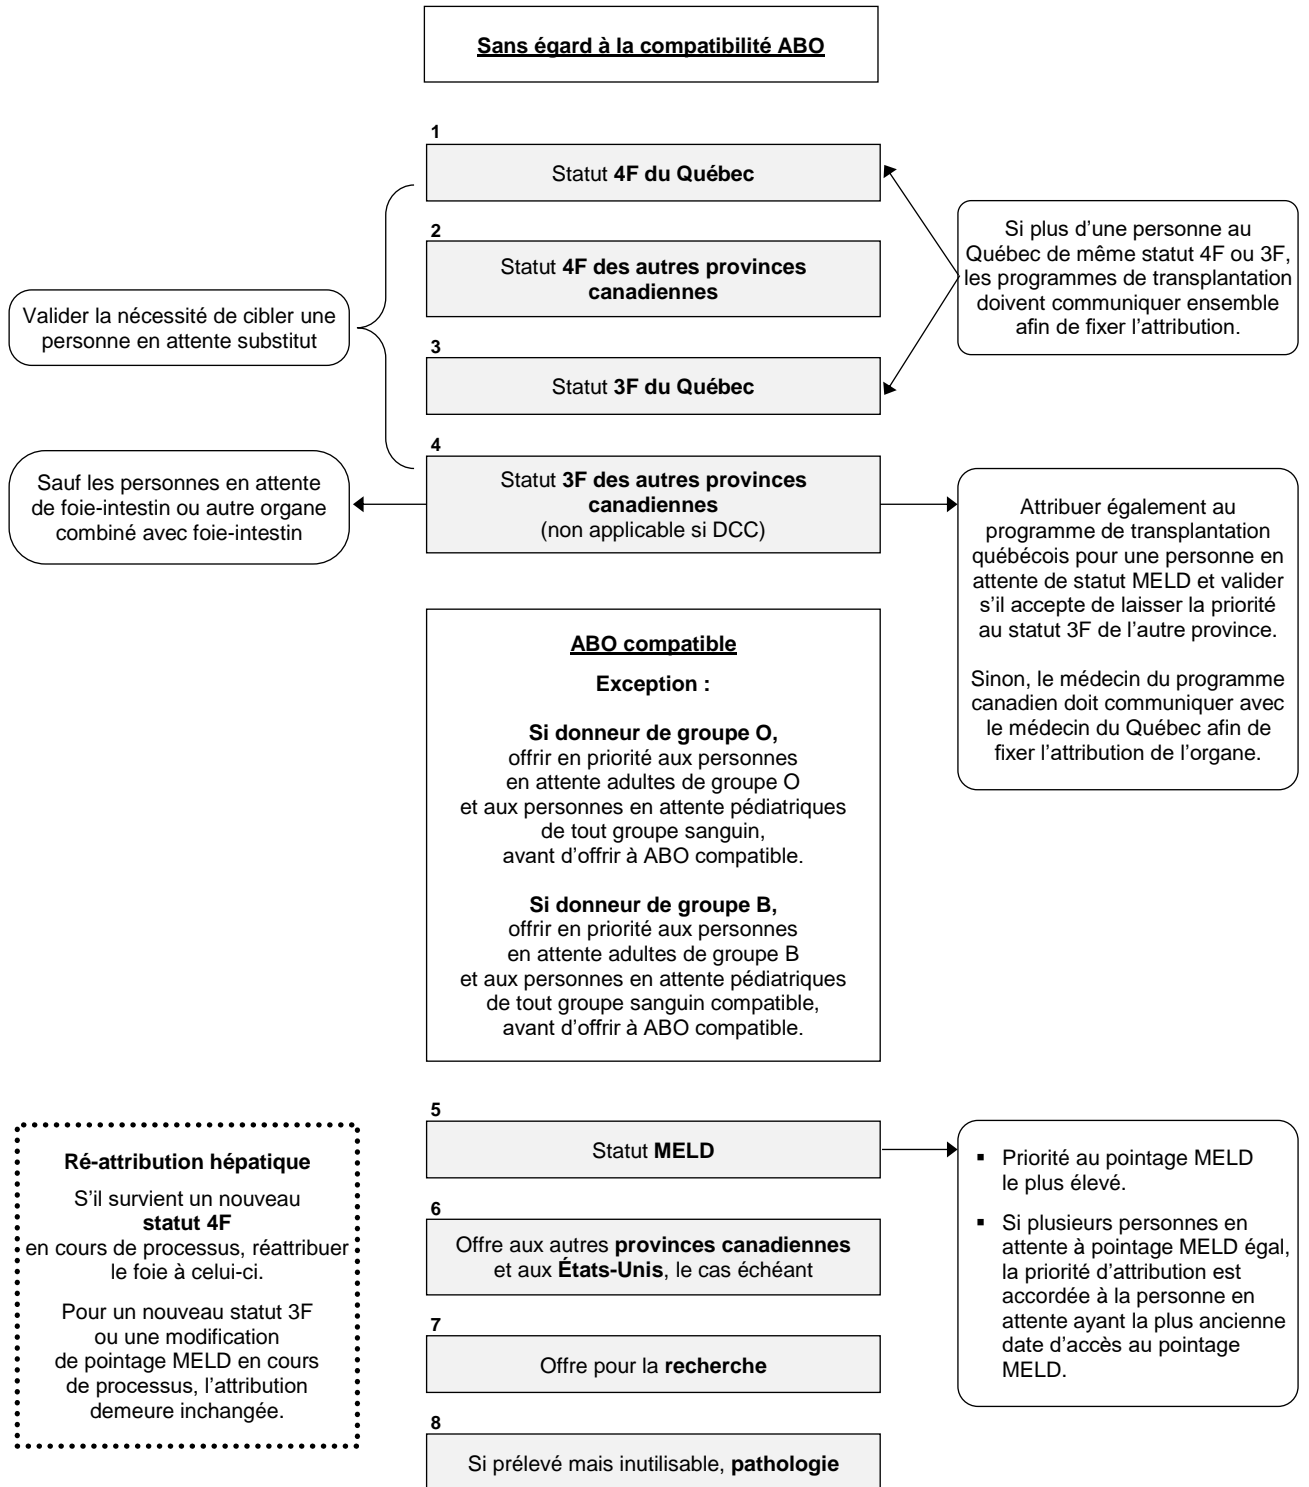 Sans égard à la compatibilité ABO
1
Statut 4F du Québec
2
Statut 4F des autres provinces
canadiennes
3
Statut 3F du Québec
4
Statut 3F des autres provinces
canadiennes
(non applicable si DCC)
Valider la nécessité de cibler une
personne en attente substitut
Sauf les personnes en attente
de foie-intestin ou autre organe
combiné avec foie-intestin
Si plus d’une personne au
Québec de même statut 4F ou 3F,
les programmes de transplantation
doivent communiquer ensemble
afin de fixer l’attribution.
Attribuer également au
programme de transplantation
québécois pour une personne en
attente de statut MELD et valider
s’il accepte de laisser la priorité
au statut 3F de l’autre province.
Sinon, le médecin du programme
canadien doit communiquer avec
le médecin du Québec afin de
fixer l’attribution de l’organe.
ABO compatible
Exception :
Si donneur de groupe O,
offrir en priorité aux personnes
en attente adultes de groupe O
et aux personnes en attente pédiatriques
de tout groupe sanguin,
avant d’offrir à ABO compatible.
Si donneur de groupe B,
offrir en priorité aux personnes
en attente adultes de groupe B
et aux personnes en attente pédiatriques
de tout groupe sanguin compatible,
avant d’offrir à ABO compatible.
5
Statut MELD
6
Offre aux autres provinces canadiennes
et aux États-Unis, le cas échéant
7
Offre pour la recherche
8
Si prélevé mais inutilisable, pathologie
Ré-attribution hépatique
S’il survient un nouveau
statut 4F
en cours de processus, réattribuer
le foie à celui-ci.
Pour un nouveau statut 3F
ou une modification
de pointage MELD en cours
de processus, l’attribution
demeure inchangée.
▪ Priorité au pointage MELD
le plus élevé.
▪ Si plusieurs personnes en
attente à pointage MELD égal,
la priorité d’attribution est
accordée à la personne en
attente ayant la plus ancienne
date d’accès au pointage
MELD.